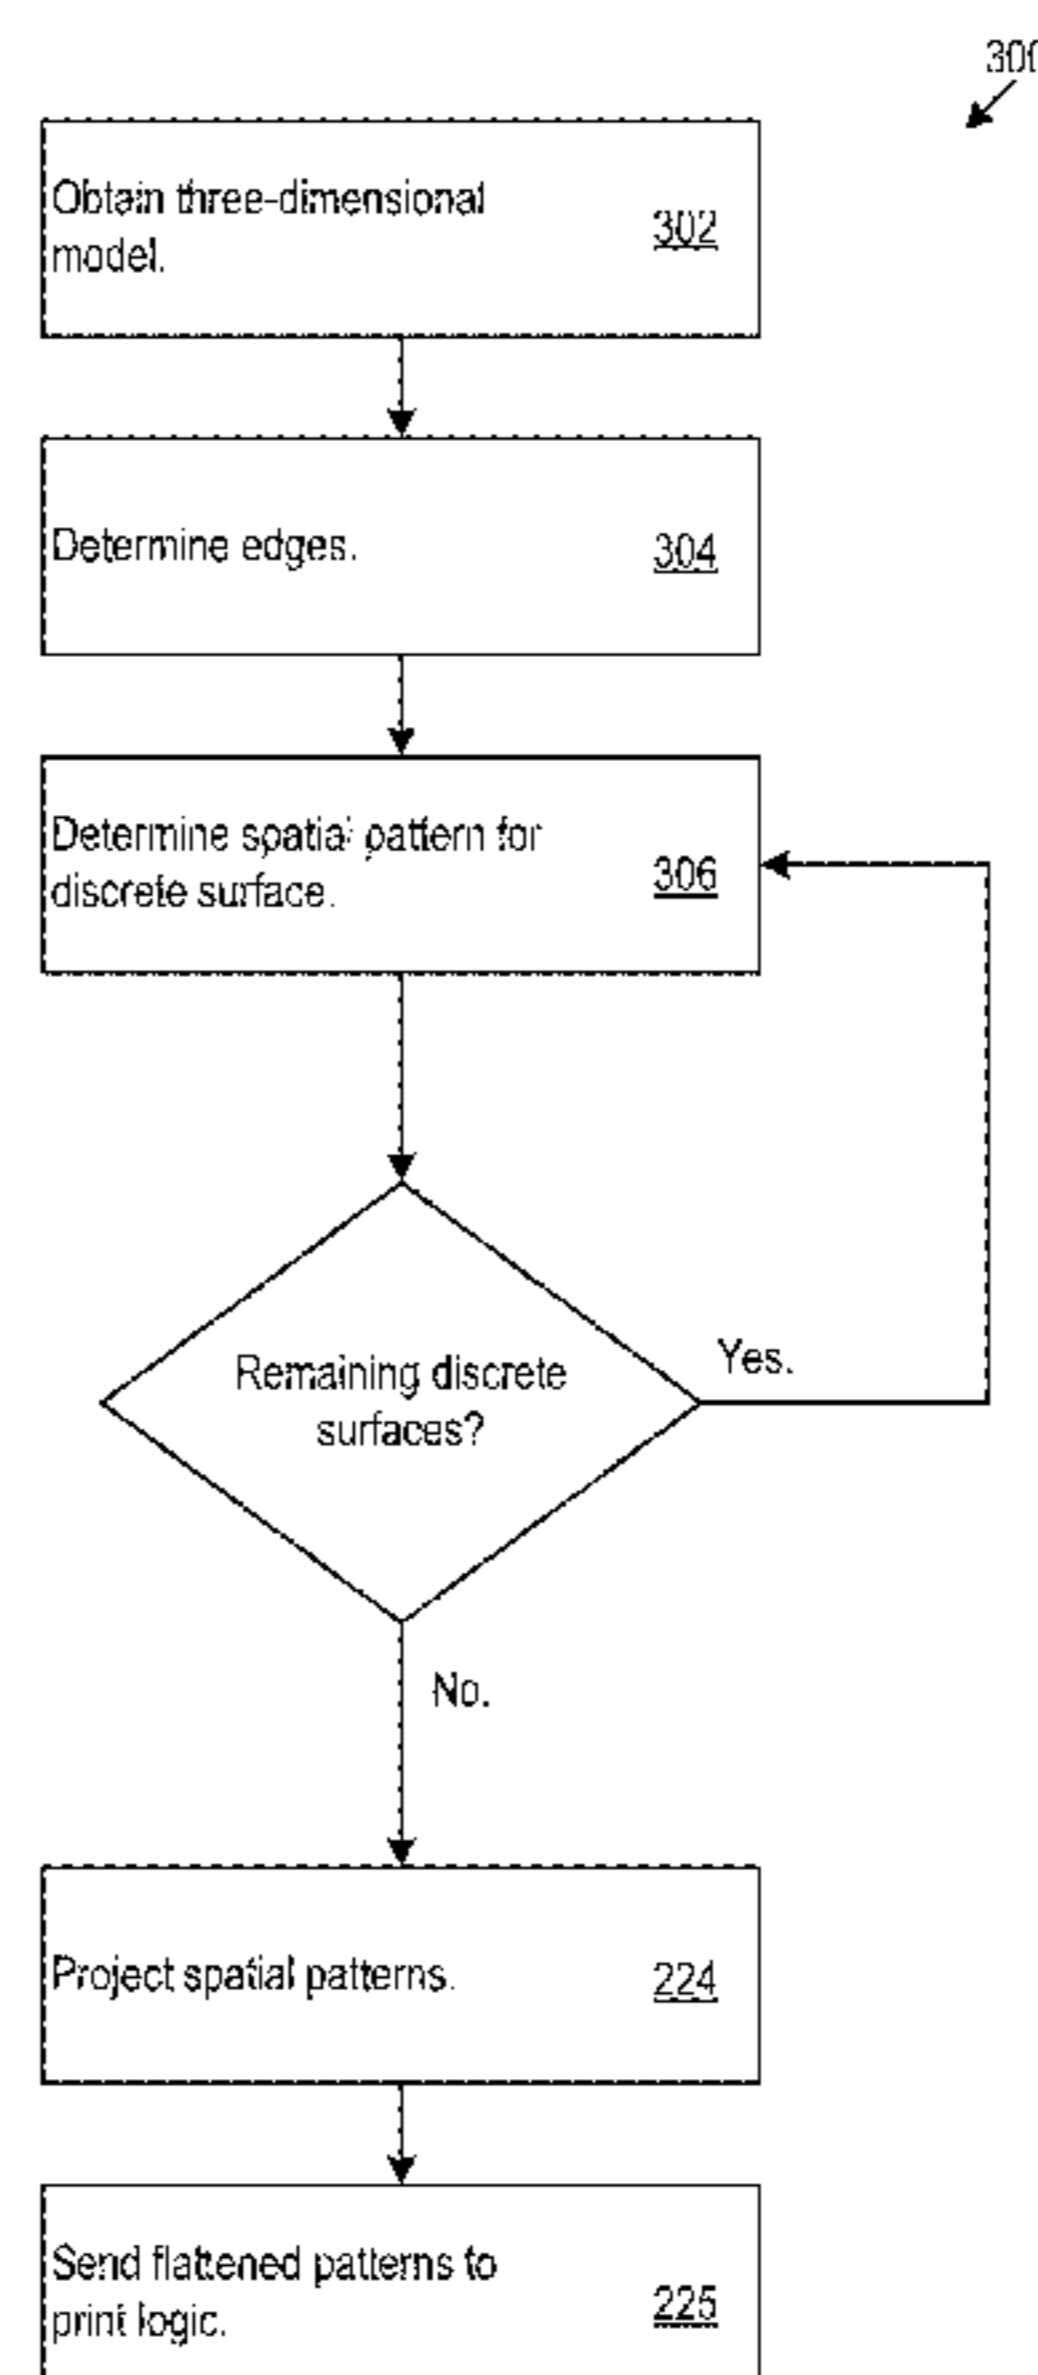 300
Obtain three-dimensional
model.
302
Determine edges.
304
Determine spatial pattern for
discrete surface.
306
Remaining discrete
surfaces?
Yes.
No.
Project spatial patterns.
224
Send flattened patterns to
print logic.
225